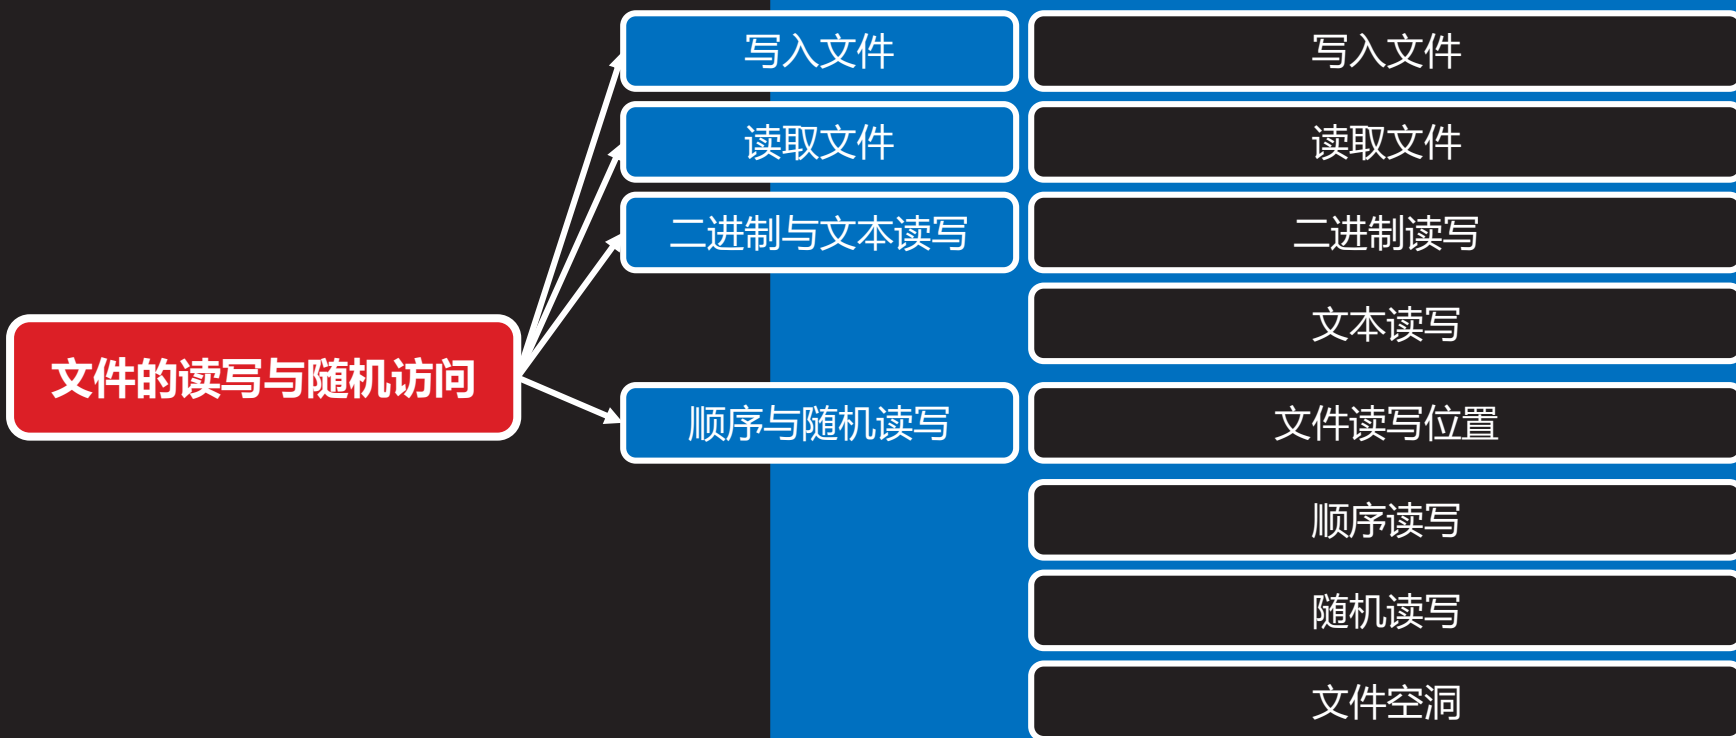 写入文件
写入文件
读取文件
读取文件
二进制与文本读写
二进制读写
文本读写
文件的读写与随机访问
顺序与随机读写
文件读写位置
顺序读写
随机读写
文件空洞